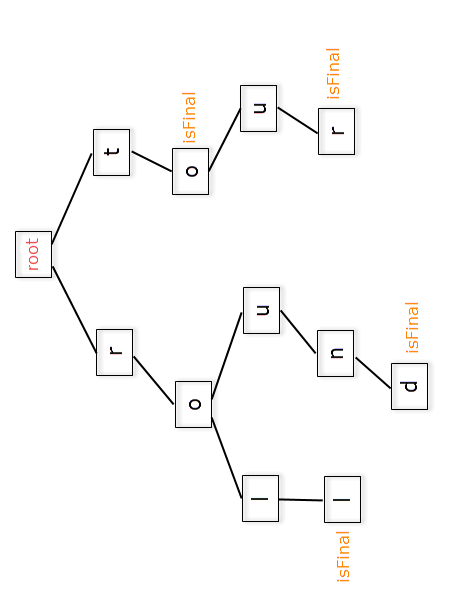 root
r t
o o isFinal
l u u
isFinal l n r isFinal
d isFinal